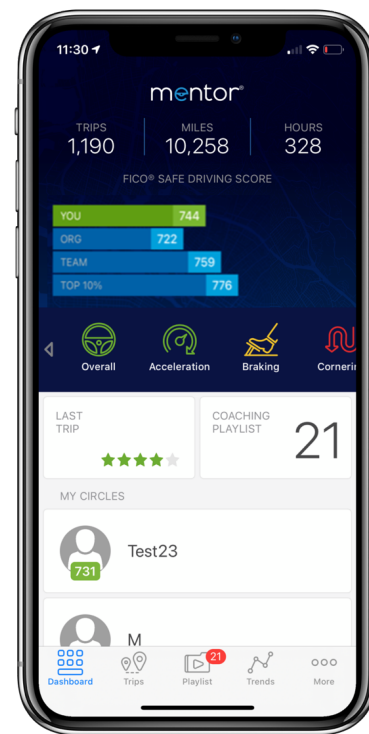 11:30
mentor®
TRIPS MILES HOURS
1,190 10,258 328
FICO® SAFE DRIVING SCORE
YOU 744
ORG 722
TEAM 759
TOP 10% 776
Overall Acceleration Braking Cornerin
LAST
TRIP
COACHING
PLAYLIST
21
MY CIRCLES
Test23
731
M
21
Dashboard Trips Playlist Trends More